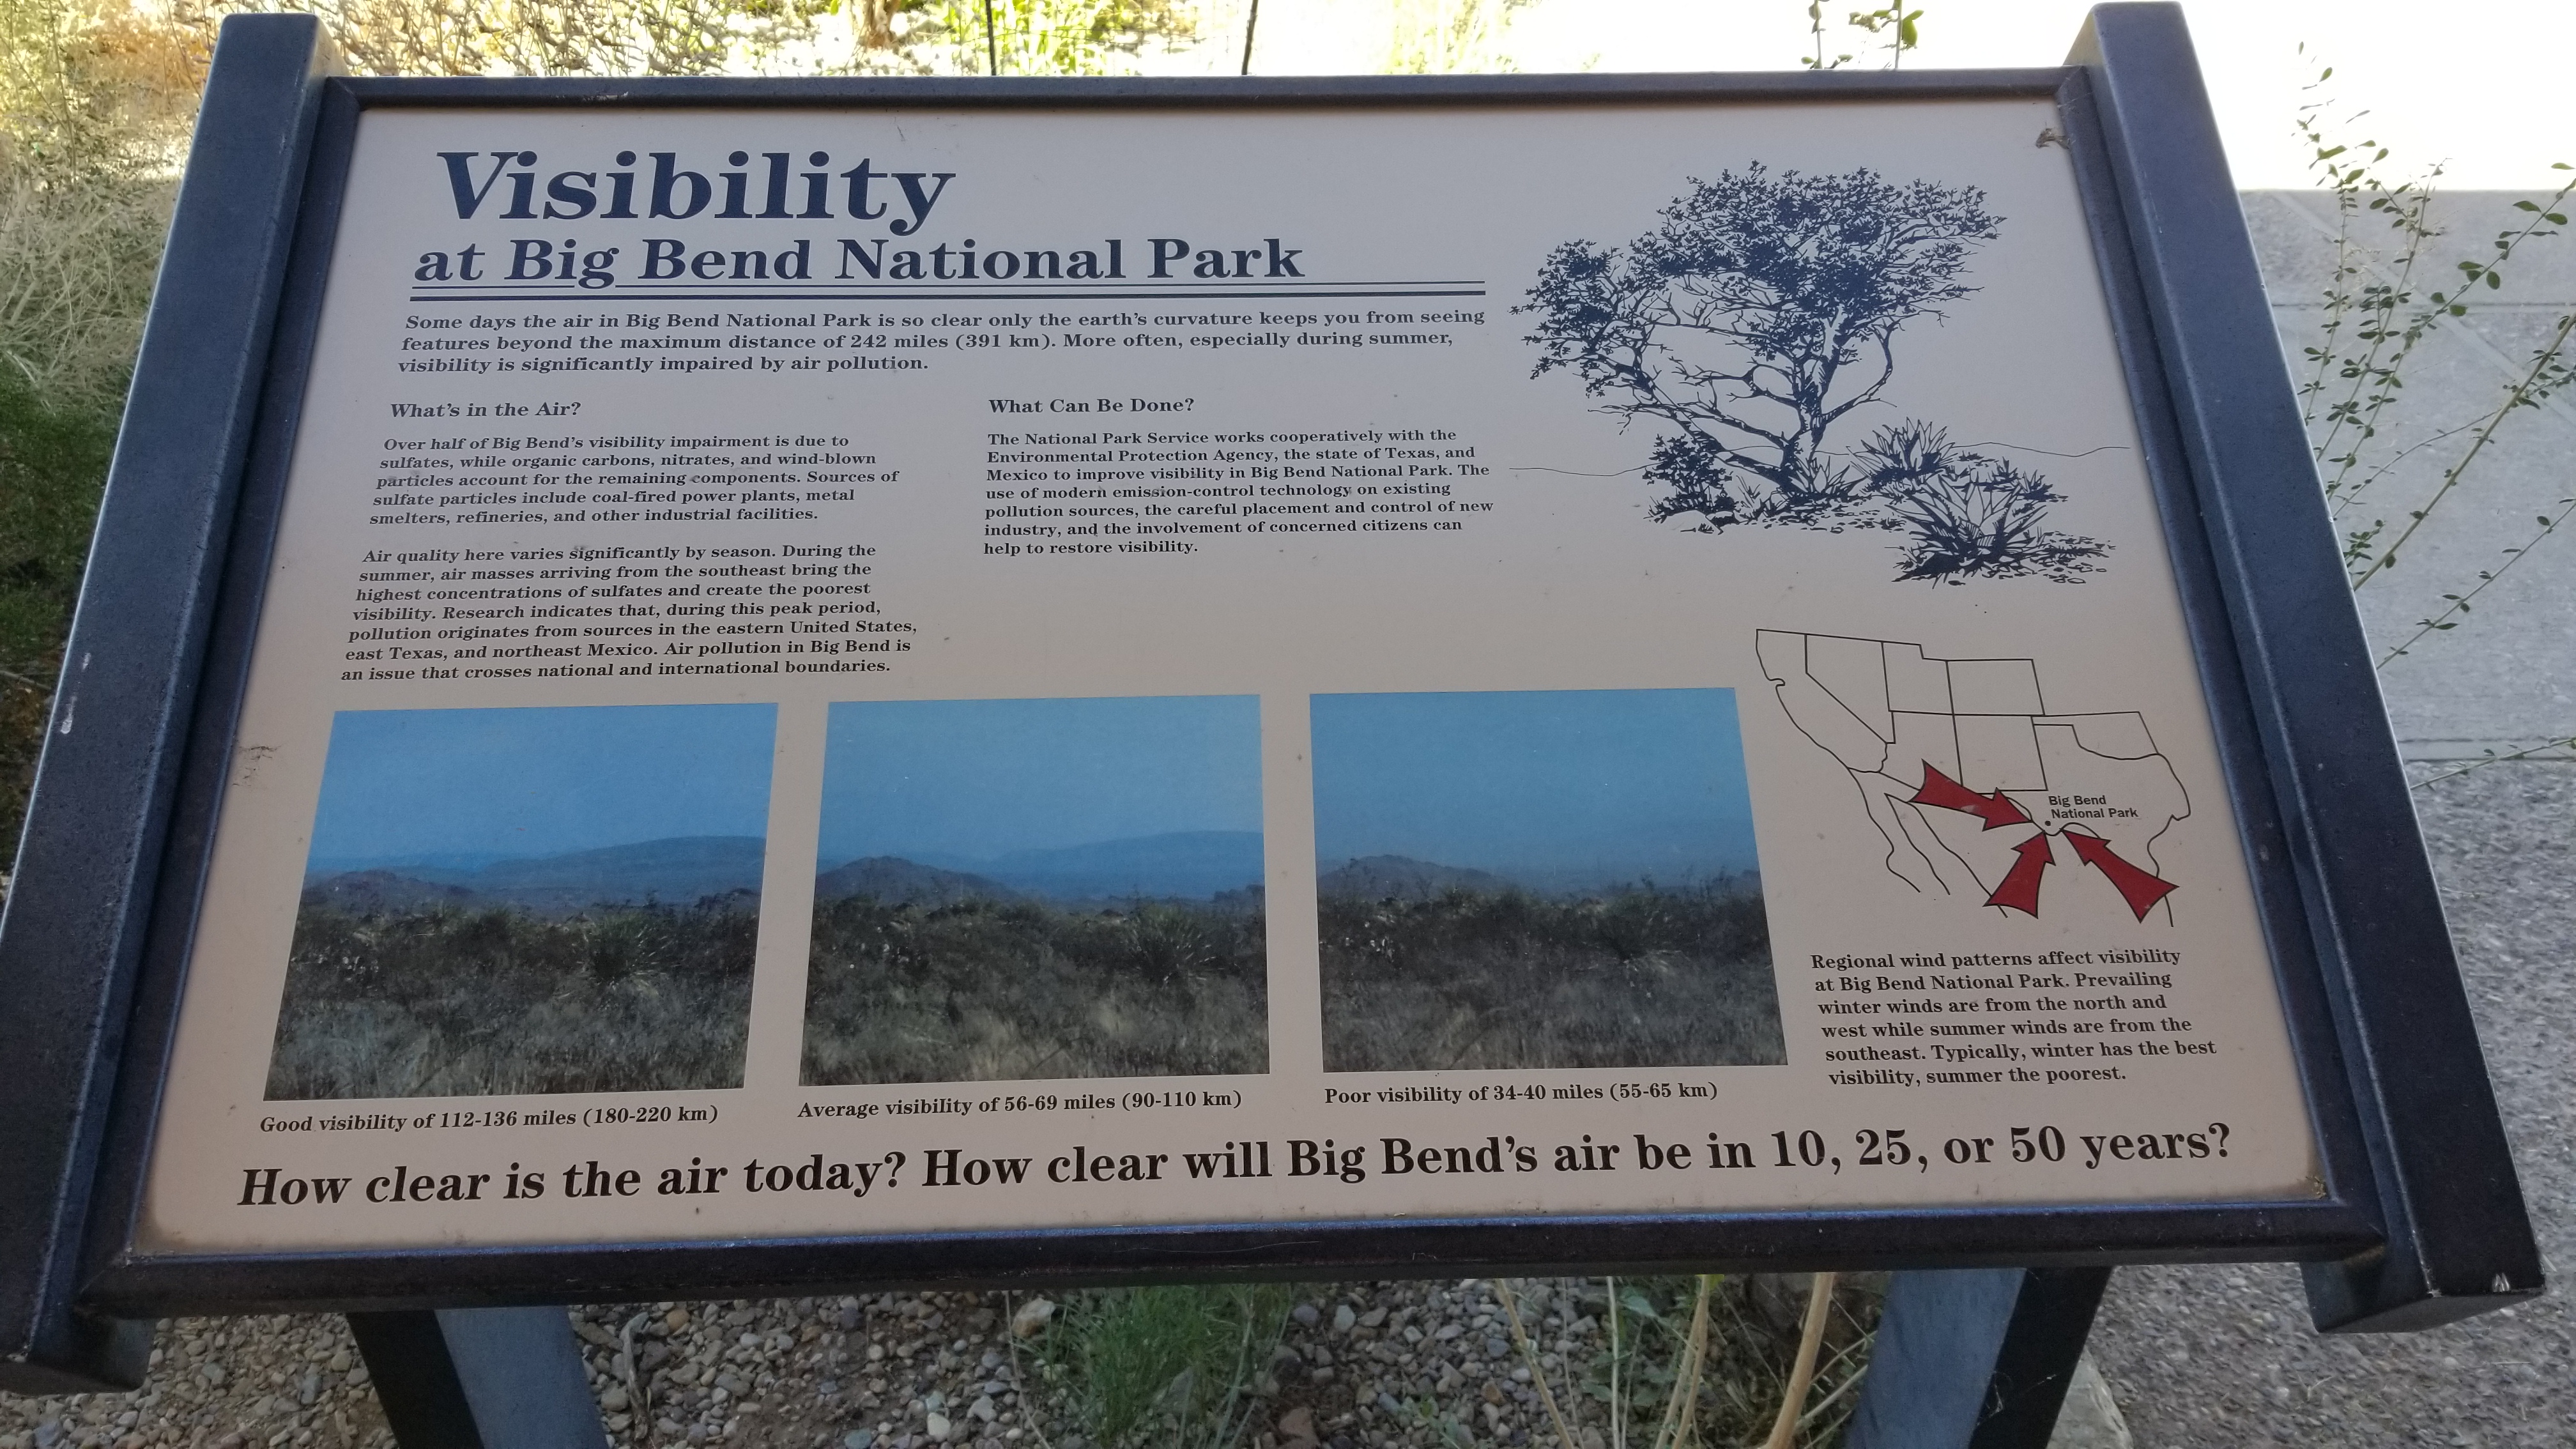 Visibility
at Big Bend National Park
Some days the air in Big Bend National Park is so clear only the earth's curvature keeps you from seeing
features beyond the maximum distance of 242 miles (391 km). More often, especially during summer,
visibility is significantly impaired by air pollution.
What's in the Air?
Over half of Big Bend's visibility impairment is due to
sulfates, while organic carbons, nitrates, and wind-blown
particles account for the remaining components. Sources of
sulfate particles include coal-fired power plants, metal
smelters, refineries, and other industrial facilities.
Air quality here varies significantly by season. During the
summer, air masses arriving from the southeast bring the
highest concentrations of sulfates and create the poorest
visibility. Research indicates that, during this peak period,
pollution originates from sources in the eastern United States,
east Texas, and northeast Mexico. Air pollution in Big Bend is
an issue that crosses national and international boundaries.
What Can Be Done?
The National Park Service works cooperatively with the
Environmental Protection Agency, the state of Texas, and
Mexico to improve visibility in Big Bend National Park. The
use of modern emission-control technology on existing
pollution sources, the careful placement and control of new
industry, and the involvement of concerned citizens can
help to restore visibility.
Big Bend
National Park
Regional wind patterns affect visibility
at Big Bend National Park. Prevailing
winter winds are from the north and
west while summer winds are from the
southeast. Typically, winter has the best
visibility, summer the poorest.
Good visibility of 112-136 miles (180-220 km)
Average visibility of 56-69 miles (90-110 km)
Poor visibility of 34-40 miles (55-65 km)
How clear is the air today? How clear will Big Bend's air be in 10, 25, or 50 years?